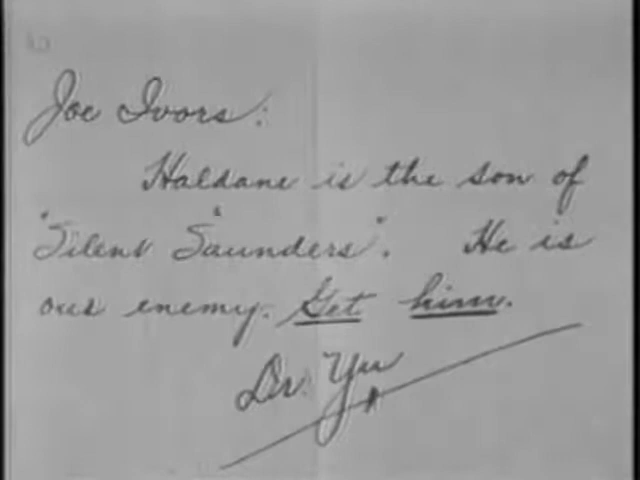 Joe Ivors:
Haldane is the son of
"Silent Saunders". He is
our enemy. Get him.
Dr. Yu